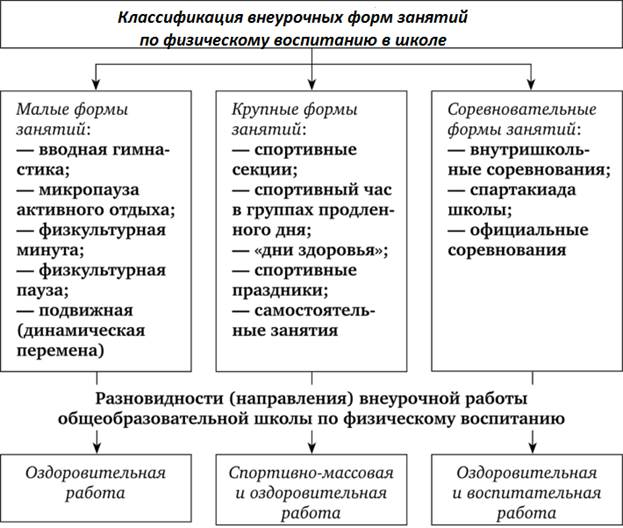 Классификация внеурочных форм занятий
по физическому воспитанию в школе
Малые формы
занятий:
— вводная гимна-
стика;
— микропауза
активного отдыха;
— физкультурная
минута;
— физкультурная
пауза;
— подвижная
(динамическая
перемена)
Крупные формы
занятий:
— спортивные
секции;
— спортивный час
в группах продлен-
ного дня;
— «дни здоровья»;
— спортивные
праздники;
— самостоятель-
ные занятия
Соревновательные
формы занятий:
— внутришколь-
ные соревнования;
— спартакиада
школы;
— официальные
соревнования
Разновидности (направления) внеурочной работы
общеобразовательной школы по физическому воспитанию
Оздоровительная
работа
Спортивно-массовая
и оздоровительная
работа
Оздоровительная
и воспитательная
работа